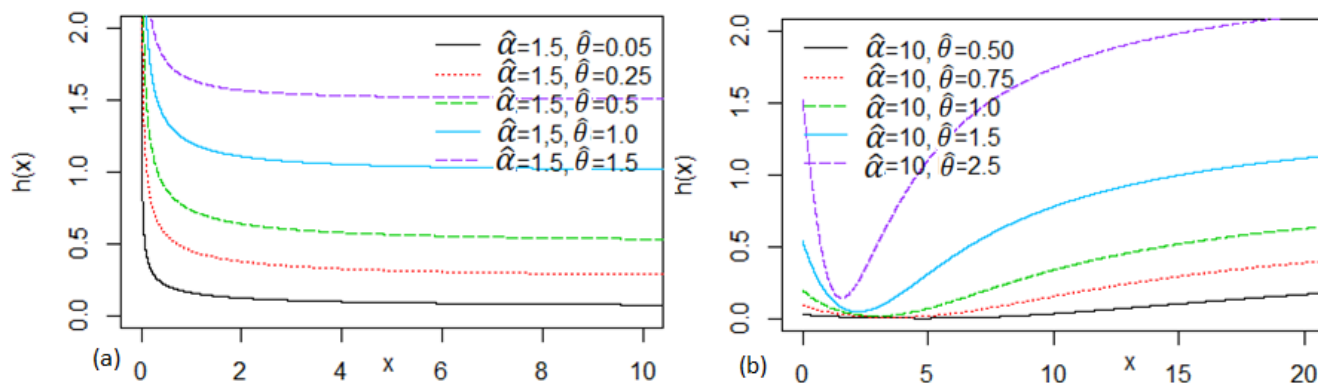 h(x)
0.0 0.5 1.0 1.5 2.0
α̂=1.5, θ̂=0.05
α̂=1.5, θ̂=0.25
α̂=1.5, θ̂=0.5
α̂=1,5, θ̂=1.0
α̂=1.5, θ̂=1.5
0 2 4 6 8 10
(a)
x
h(x)
0.0 0.5 1.0 1.5 2.0
α̂=10, θ̂=0.50
α̂=10, θ̂=0.75
α̂=10, θ̂=1.0
α̂=10, θ̂=1.5
α̂=10, θ̂=2.5
0 5 10 15 20
(b)
x